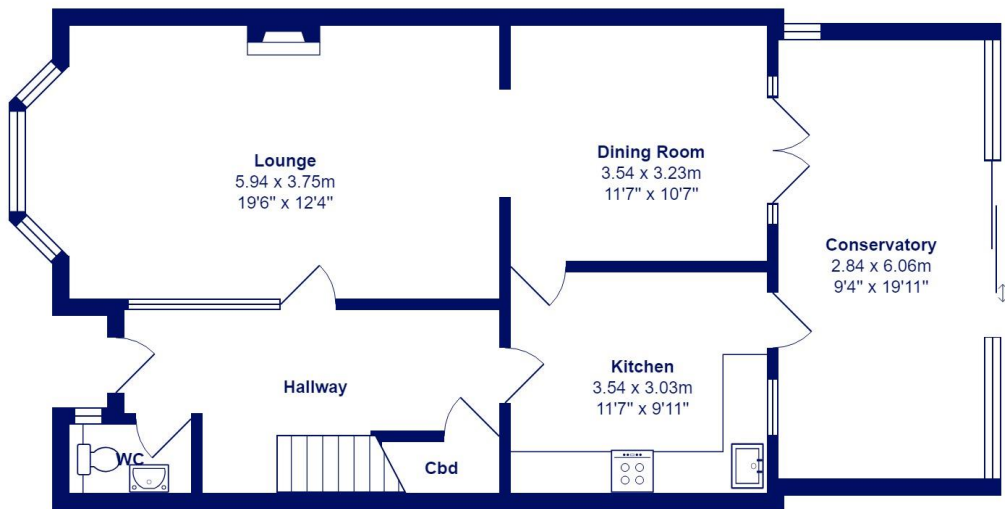 Lounge
5.94 x 3.75m
19'6" x 12'4"
Dining Room
3.54 x 3.23m
11'7" x 10'7"
Conservatory
2.84 x 6.06m
9'4" x 19'11"
Hallway
Kitchen
3.54 x 3.03m
11'7" x 9'11"
WC
Cbd